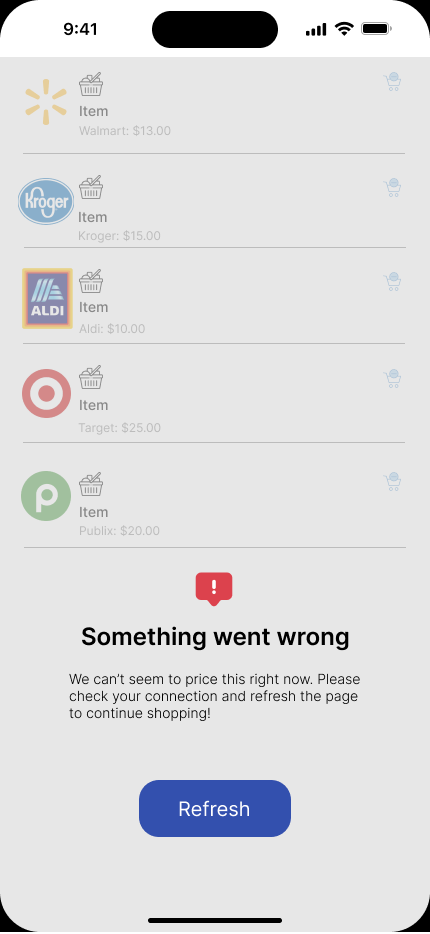 9:41
Item
Walmart: $13.00
Kroger
Item
Kroger: $15.00
ALDI
Item
Aldi: $10.00
Item
Target: $25.00
p
Item
Publix: $20.00
!
Something went wrong
We can’t seem to price this right now. Please
check your connection and refresh the page
to continue shopping!
Refresh